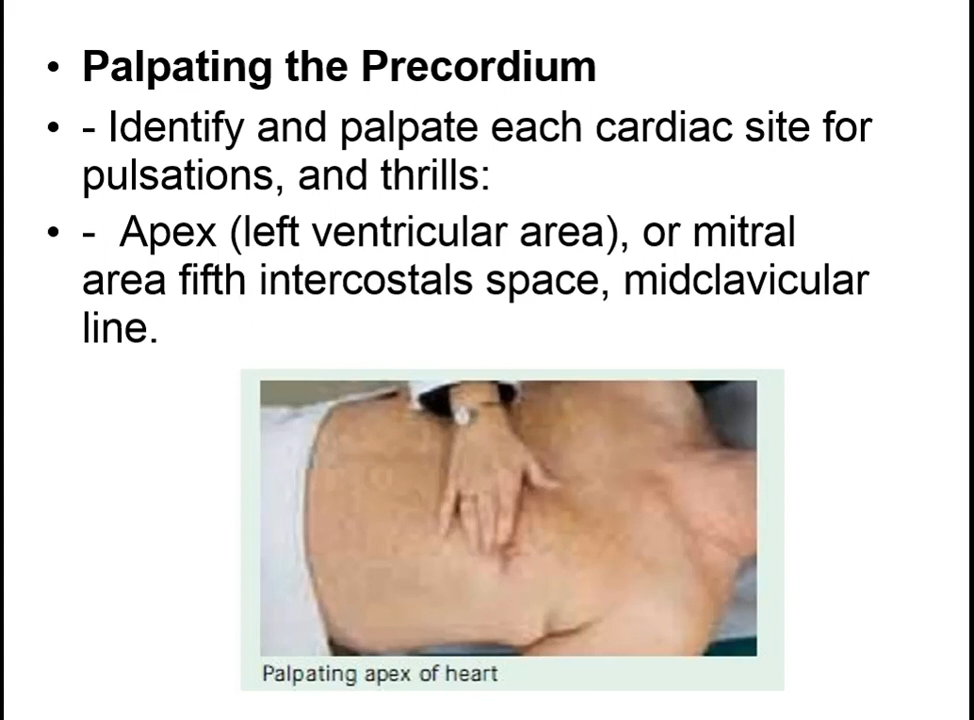 • Palpating the Precordium
• - Identify and palpate each cardiac site for
pulsations, and thrills:
• - Apex (left ventricular area), or mitral
area fifth intercostals space, midclavicular
line.
Palpating apex of heart